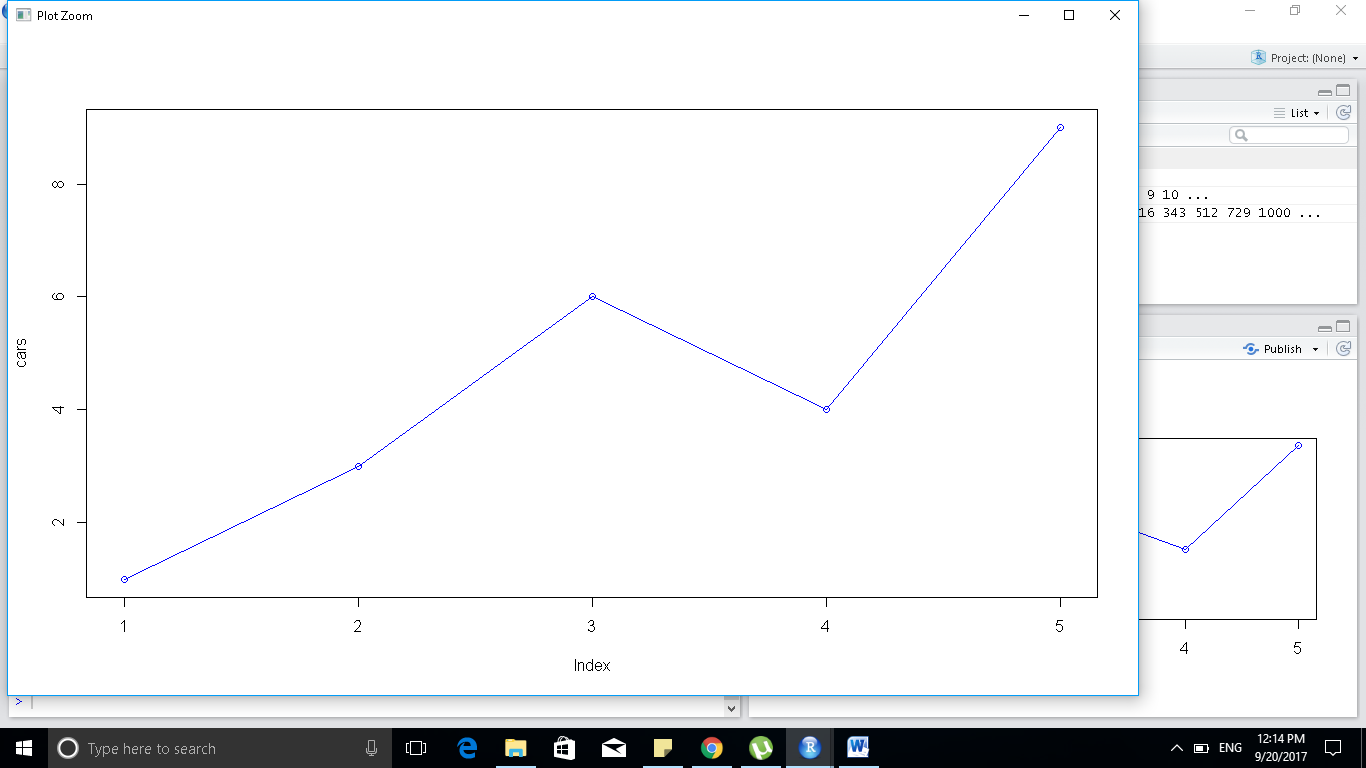 Plot Zoom
Project: (None)
List
9 10 ...
16 343 512 729 1000 ...
Publish
8
6
4
2
cars
1 2 3 4 5
Index
4 5
>
Type here to search
ENG
12:14 PM
9/20/2017